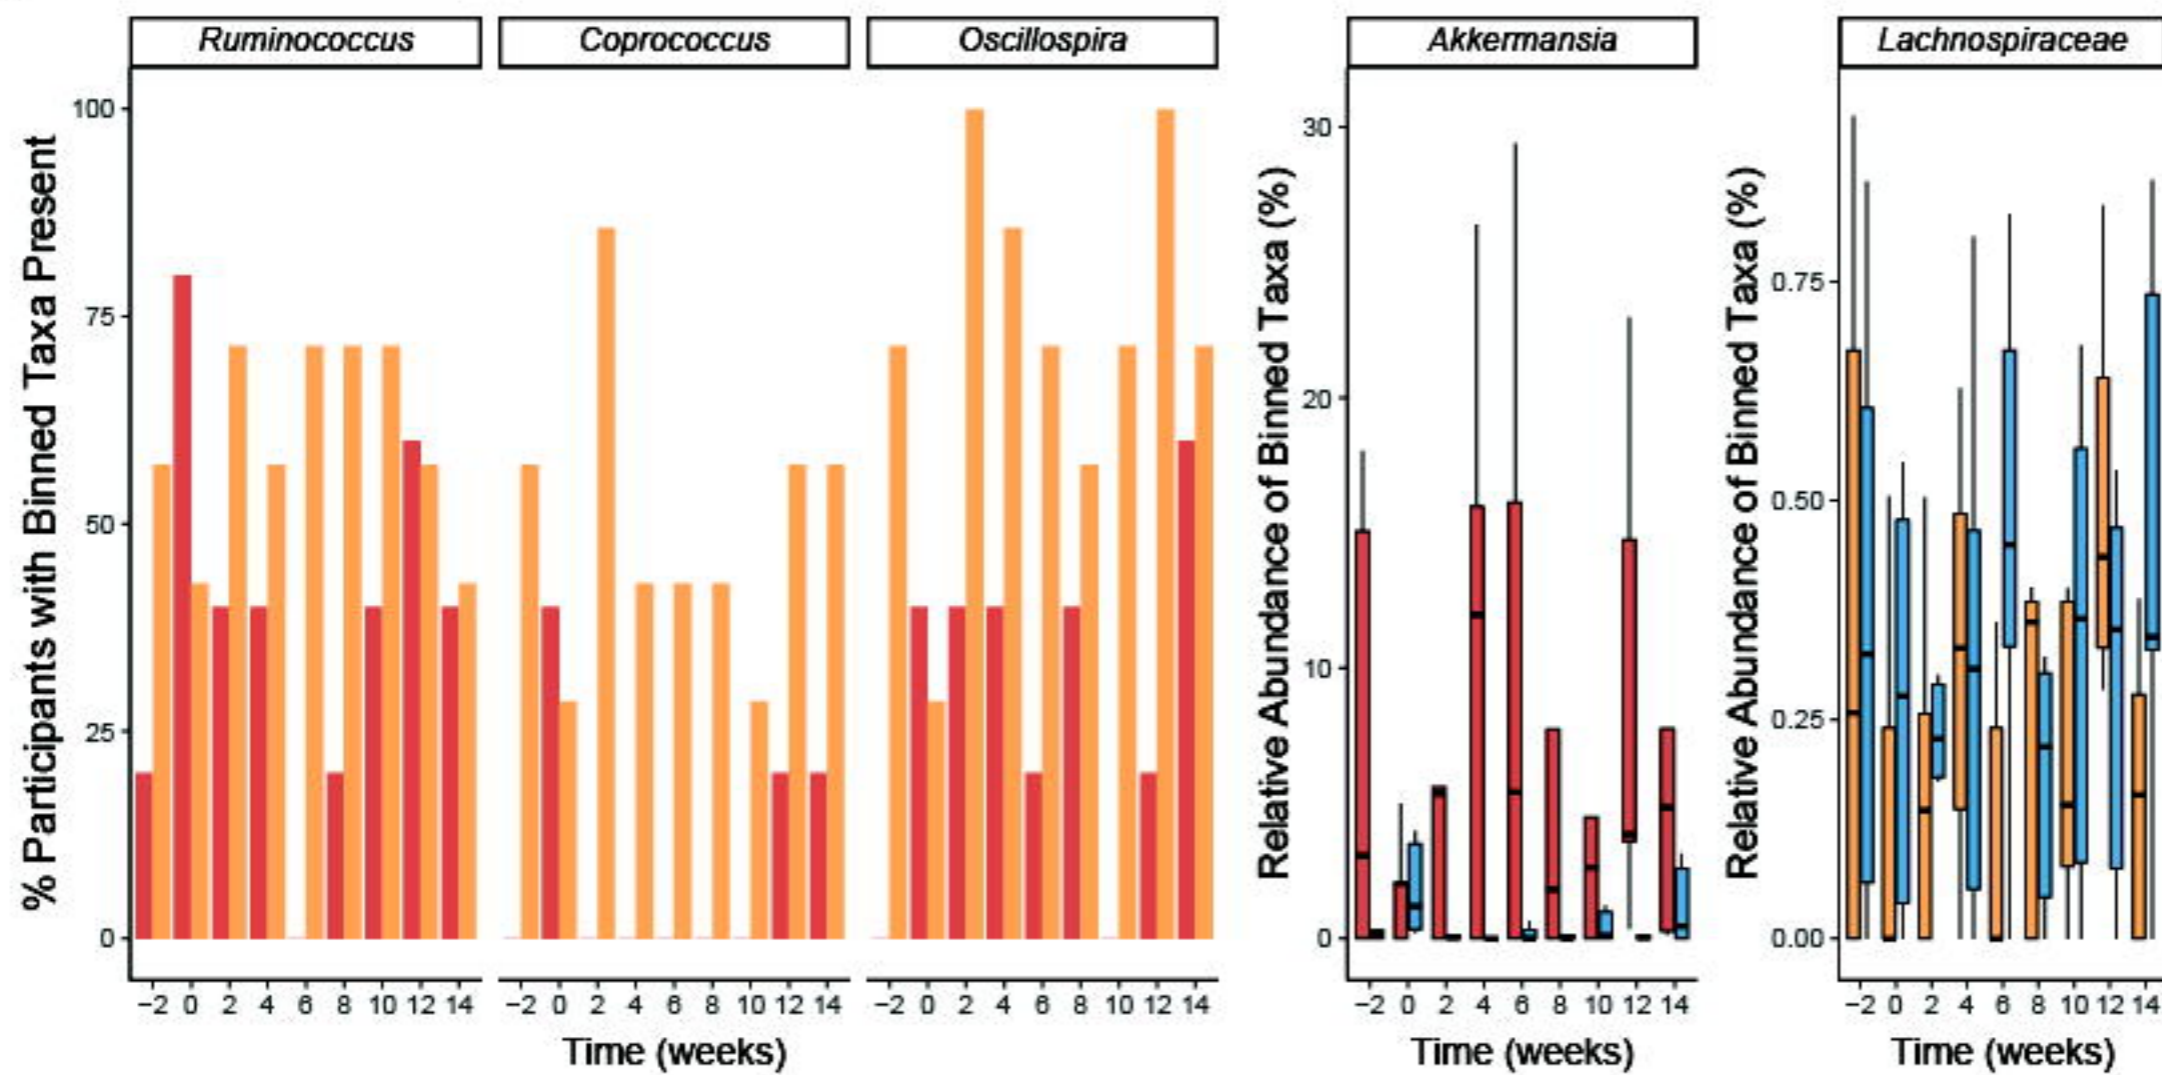 Ruminococcus Coprococcus Oscillospira Akkermansia Lachnospiraceae
% Participants with Binned Taxa Present
100
75
50
25
0
−2 0 2 4 6 8 10 12 14
−2 0 2 4 6 8 10 12 14
−2 0 2 4 6 8 10 12 14
Time (weeks)
Relative Abundance of Binned Taxa (%)
30
20
10
0
−2 0 2 4 6 8 10 12 14
Time (weeks)
Relative Abundance of Binned Taxa (%)
0.75
0.50
0.25
0.00
−2 0 2 4 6 8 10 12 14
Time (weeks)